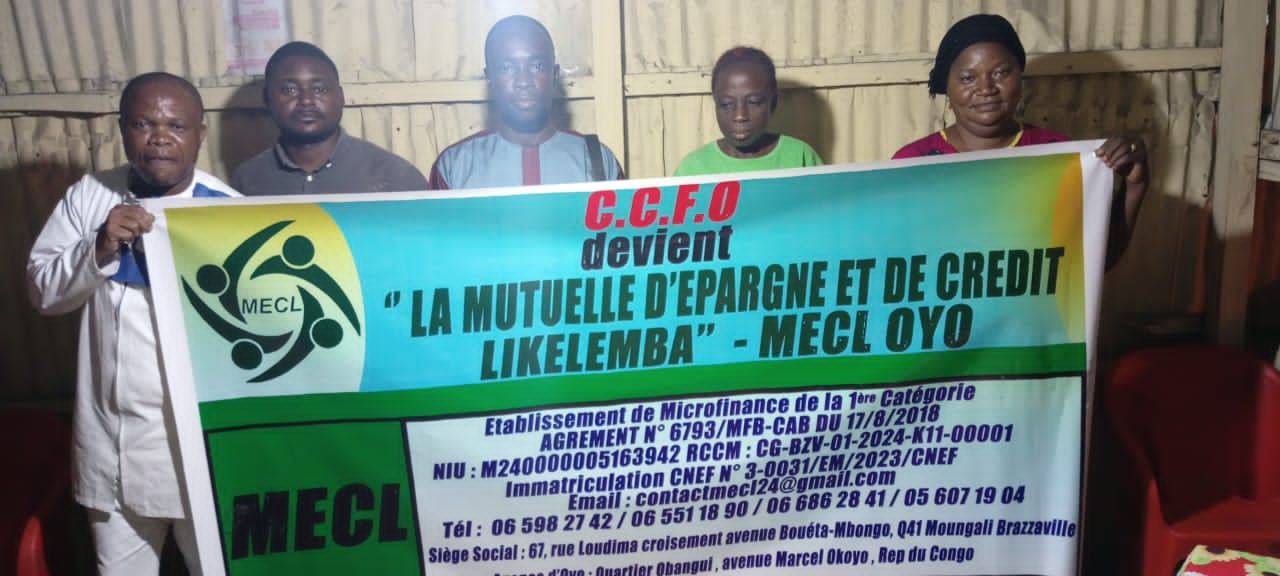 C.C.F.O
devient
‘’ LA MUTUELLE D'EPARGNE ET DE CREDIT
LIKELEMBA’’ - MECL OYO
MECL
Etablissement de Microfinance de la 1ère Catégorie
AGREMENT N° 6793/MFB-CAB DU 17/8/2018
NIU : M240000005163942 RCCM : CG-BZV-01-2024-K11-00001
Immatriculation CNEF N° 3-0031/EM/2023/CNEF
Email : contactmecl24@gmail.com
Tél : 06 598 27 42 / 06 551 18 90 / 06 686 28 41 / 05 607 19 04
Siège Social : 67, rue Loudima croisement avenue Bouéta-Mbongo, Q41 Moungali Brazzaville
d'Oyo : Quartier Obangui , avenue Marcel Okoyo , Rep du Congo
MECL